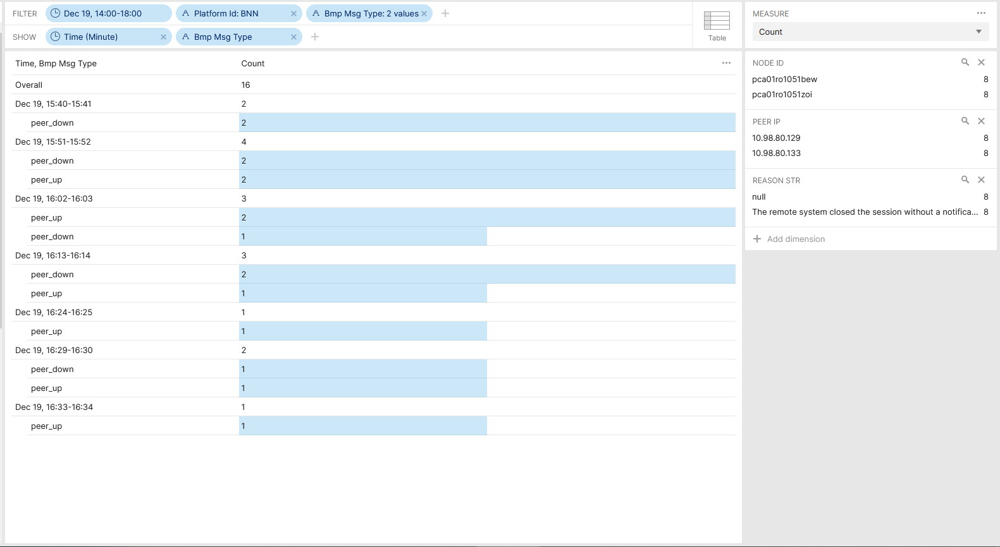 FILTER Dec 19, 14:00-18:00 A Platform Id: BNN × A Bmp Msg Type: 2 values × +
SHOW Time (Minute) × A Bmp Msg Type × +
Table
MEASURE ...
Count
Time, Bmp Msg Type Count ...
Overall 16
Dec 19, 15:40-15:41 2
peer_down 2
Dec 19, 15:51-15:52 4
peer_down 2
peer_up 2
Dec 19, 16:02-16:03 3
peer_up 2
peer_down 1
Dec 19, 16:13-16:14 3
peer_down 2
peer_up 1
Dec 19, 16:24-16:25 1
peer_up 1
Dec 19, 16:29-16:30 2
peer_down 1
peer_up 1
Dec 19, 16:33-16:34 1
peer_up 1
NODE ID
pca01ro1051bew 8
pca01ro1051zoi 8
PEER IP
10.98.80.129 8
10.98.80.133 8
REASON STR
null 8
The remote system closed the session without a notifica... 8
+ Add dimension